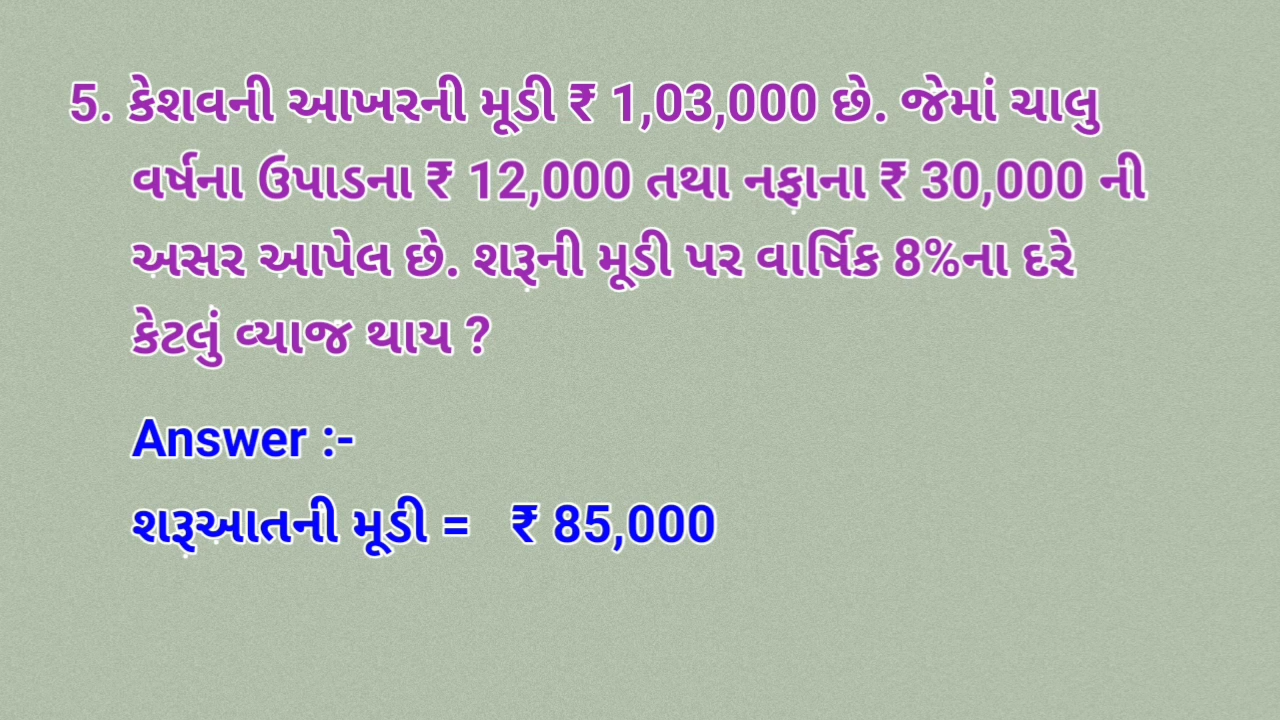 5. કેશવની આખરની મૂડી ₹ 1,03,000 છે. જેમાં ચાલુ
વર્ષના ઉપાડના ₹ 12,000 તથા નફાના ₹ 30,000 ની
અસર આપેલ છે. શરૂની મૂડી પર વાર્ષિક 8%ના દરે
કેટલું વ્યાજ થાય ?
Answer :-
શરૂઆતની મૂડી = ₹ 85,000